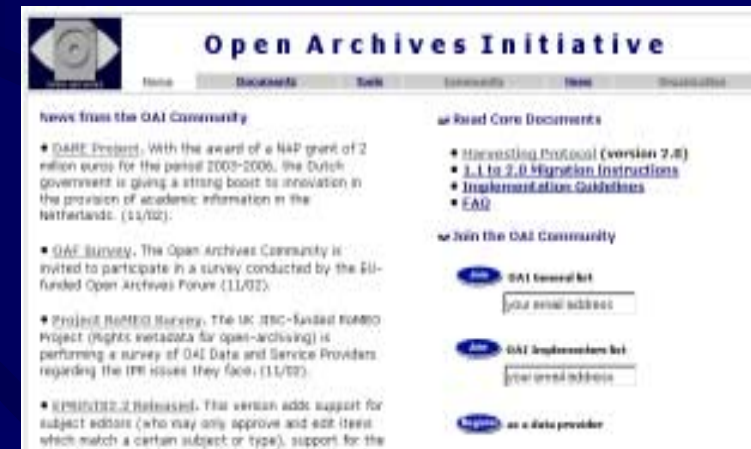 Open Archives Initiative
Home Documents Tools Community News Organization
News from the OAI Community
• DARE Project. With the award of a NAP grant of 2
million euros for the period 2003-2006, the Dutch
government is giving a strong boost to innovation in
the provision of academic information in the
Netherlands. (11/02).
• OAF Survey. The Open Archives Community is
invited to participate in a survey conducted by the EU-
funded Open Archives Forum (11/02).
• Project RoMEO Survey. The UK JISC-funded RoMEO
Project (Rights metadata for open-archiving) is
performing a survey of OAI Data and Service Providers
regarding the IPR issues they face. (11/02).
• EPRINTS2.2 Released. This version adds support for
subject editors (who may only approve and edit items
which match a certain subject or type), support for the
Read Core Documents
• Harvesting Protocol (version 2.0)
• 1.1 to 2.0 Migration Instructions
• Implementation Guidelines
• FAQ
Join the OAI Community
Join OAI General list
your email address
Join OAI Implementers list
your email address
Register as a data provider